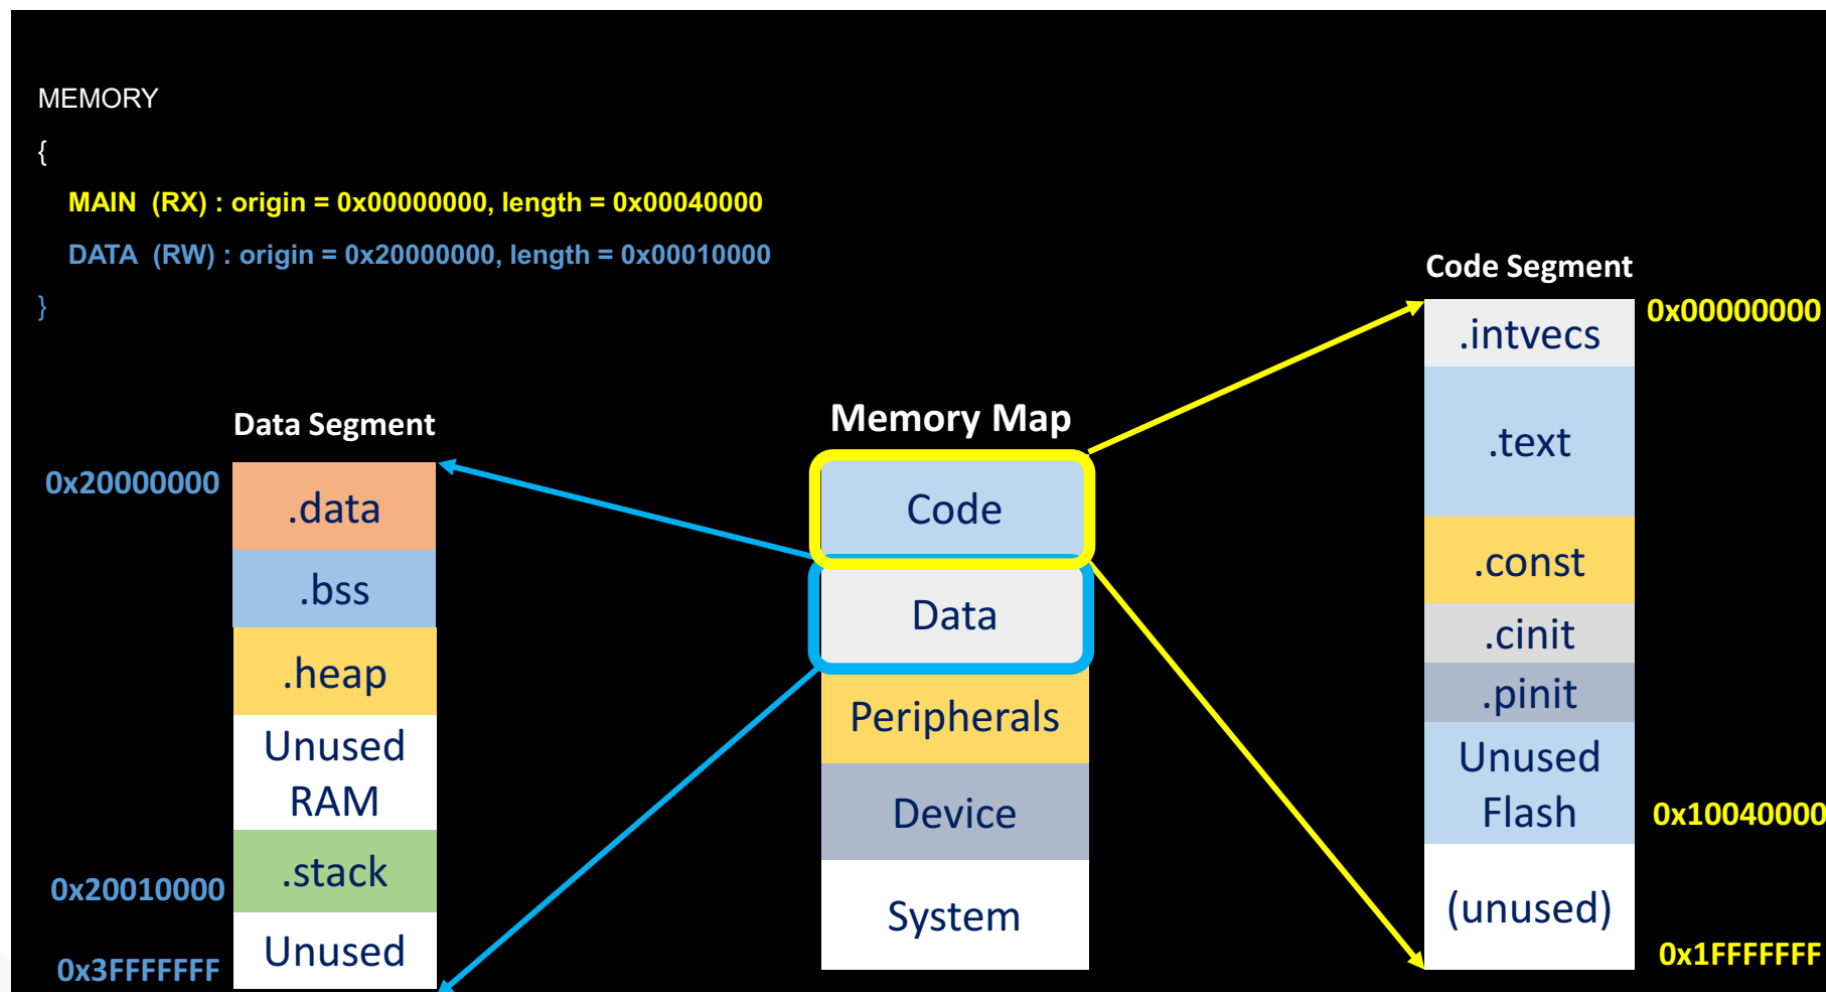 MEMORY
{
MAIN (RX) : origin = 0x00000000, length = 0x00040000
DATA (RW) : origin = 0x20000000, length = 0x00010000
}
Data Segment
0x20000000
.data
.bss
.heap
Unused
RAM
.stack
0x20010000
Unused
0x3FFFFFFF
Memory Map
Code
Data
Peripherals
Device
System
Code Segment
0x00000000
.intvecs
.text
.const
.cinit
.pinit
Unused
Flash
0x10040000
(unused)
0x1FFFFFFF